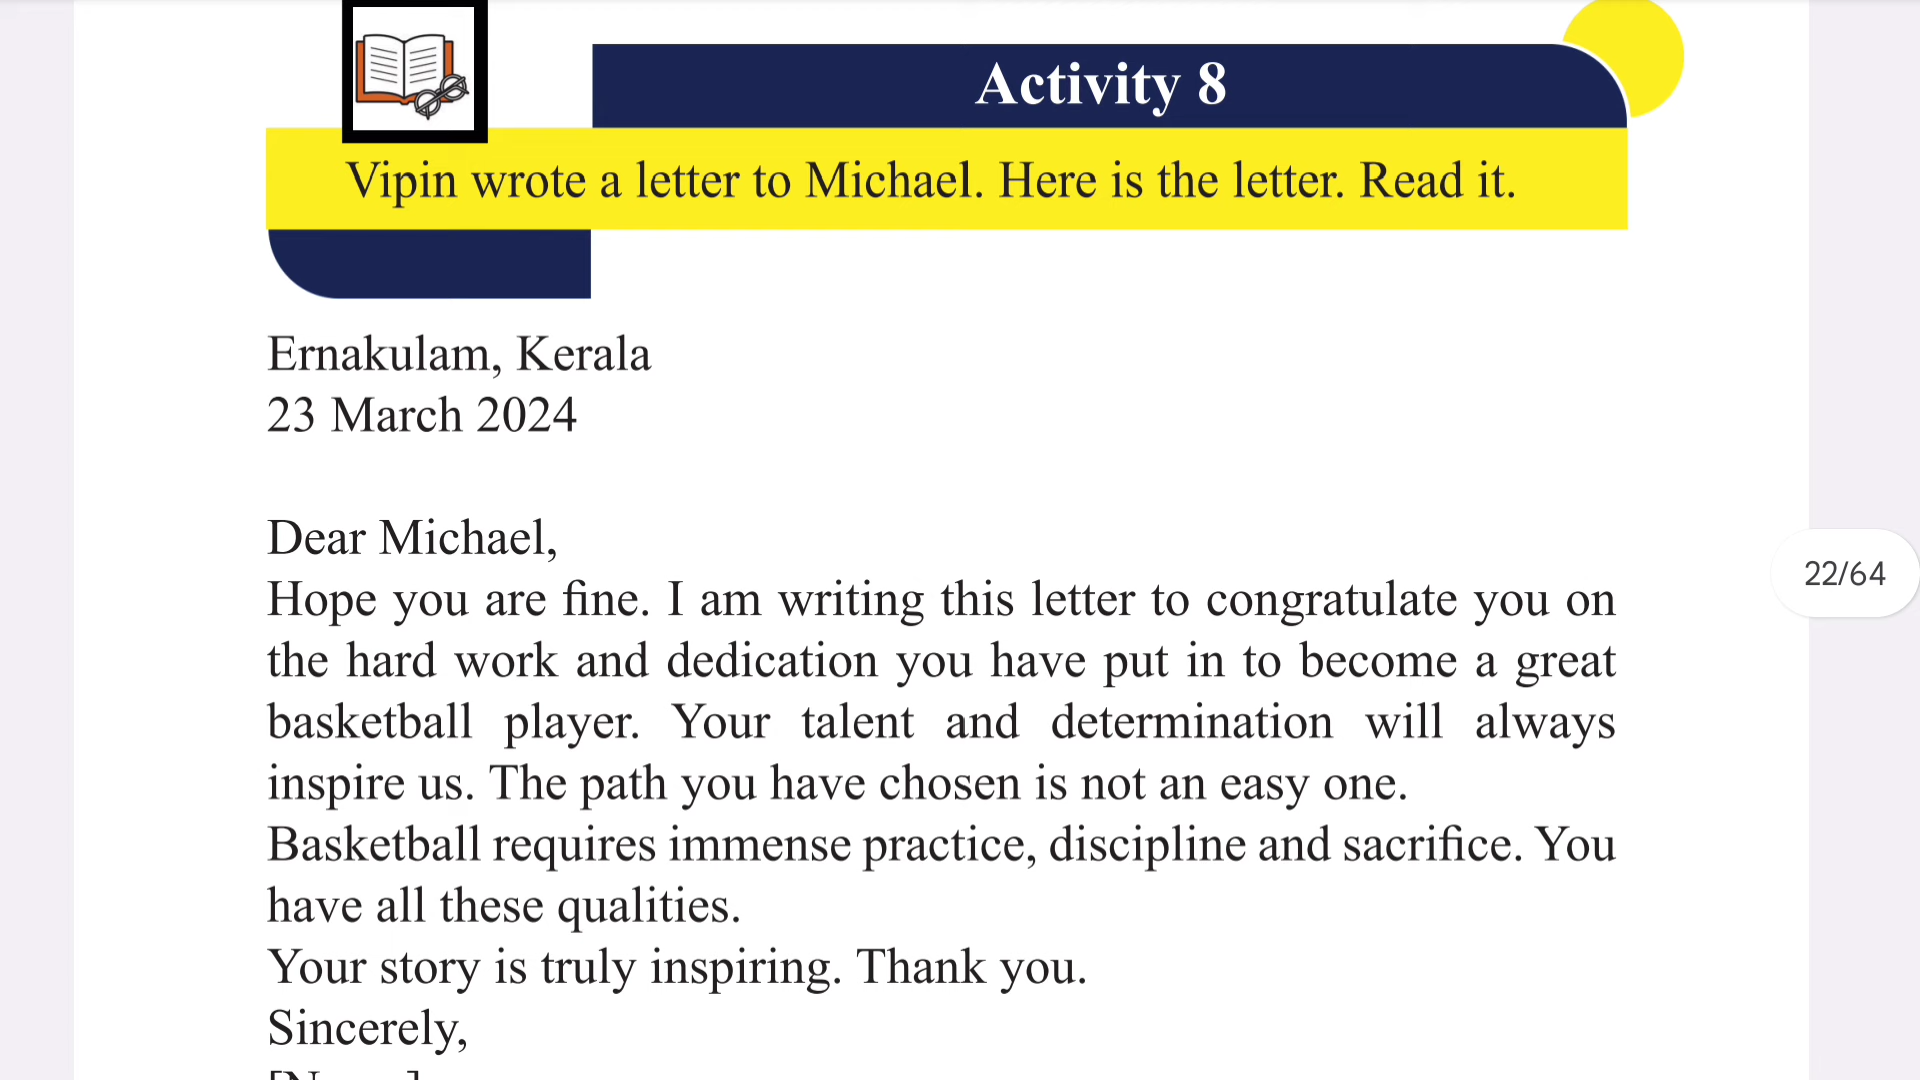 Activity 8
Vipin wrote a letter to Michael. Here is the letter. Read it.
Ernakulam, Kerala
23 March 2024
Dear Michael,
Hope you are fine. I am writing this letter to congratulate you on
the hard work and dedication you have put in to become a great
basketball player. Your talent and determination will always
inspire us. The path you have chosen is not an easy one.
22/64
Basketball requires immense practice, discipline and sacrifice. You
have all these qualities.
Your story is truly inspiring. Thank you.
Sincerely,